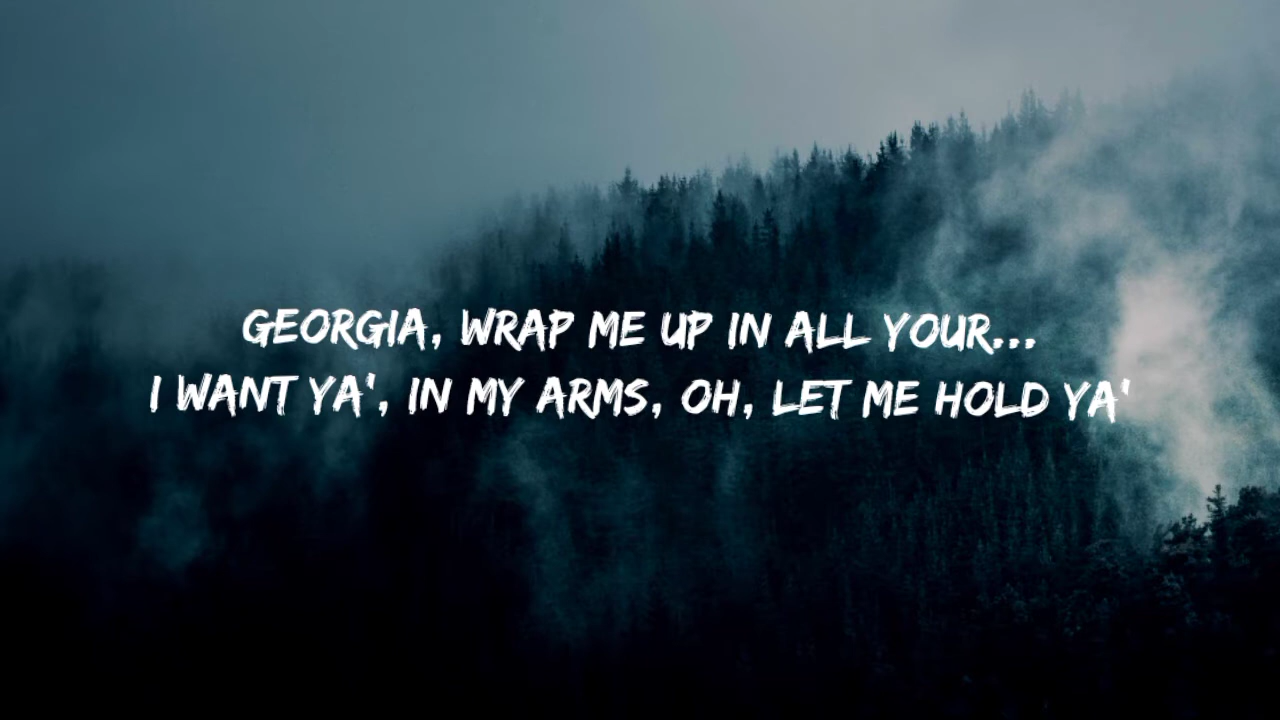 GEORGIA, WRAP ME UP IN ALL YOUR...
I WANT YA', IN MY ARMS, OH, LET ME HOLD YA'